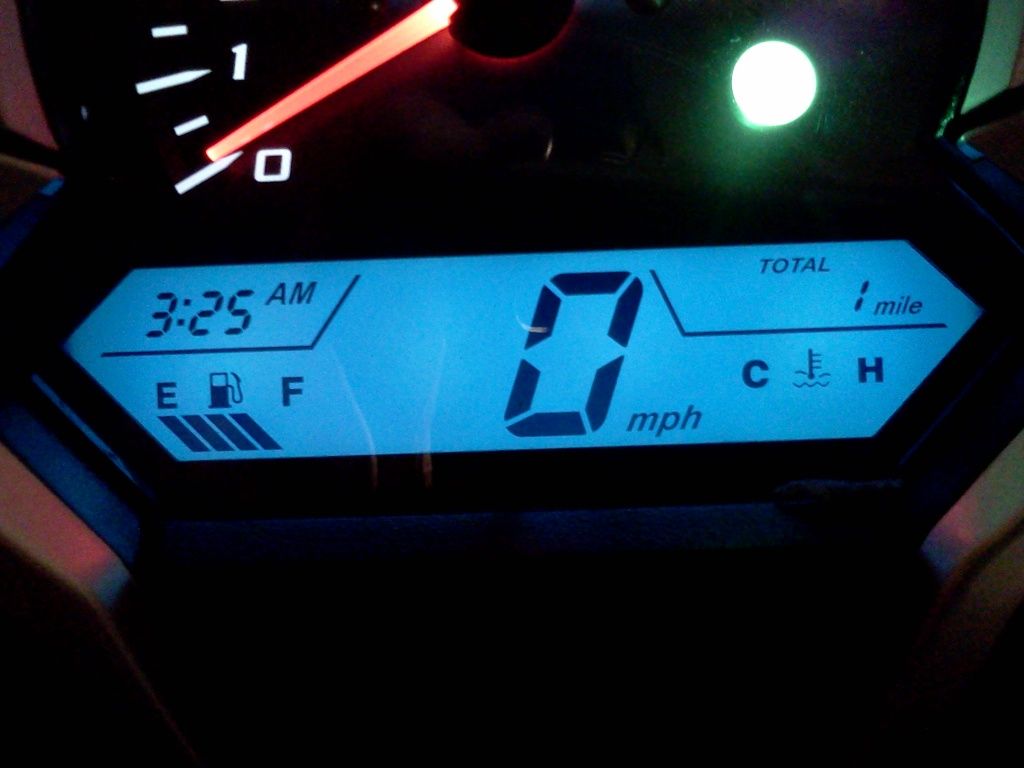 1
0
TOTAL
3:25 AM
1 mile
E F
C H
0 mph